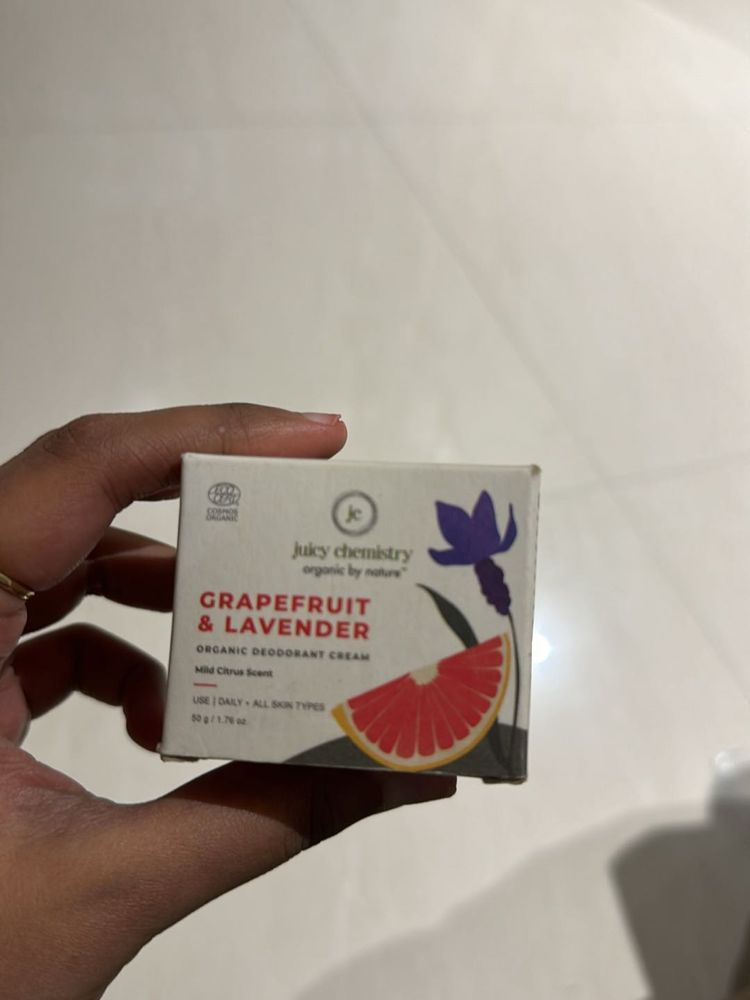 COSMOS
ORGANIC
jc
juicy chemistry
organic by nature™
GRAPEFRUIT
& LAVENDER
ORGANIC DEODORANT CREAM
Mild Citrus Scent
USE | DAILY • ALL SKIN TYPES
50 g / 1.76 oz.